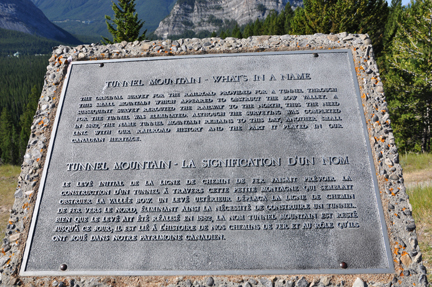 TUNNEL MOUNTAIN - WHAT'S IN A NAME
THE ORIGINAL SURVEY FOR THE RAILROAD PROVIDED FOR A TUNNEL THROUGH
THIS SMALL MOUNTAIN WHICH APPEARED TO OBSTRUCT THE BOW VALLEY. A
SUBSEQUENT SURVEY REROUTED THE RAILWAY TO THE NORTH, THUS THE NEED
FOR THE TUNNEL WAS ELIMINATED. ALTHOUGH THE SURVEYING WAS COMPLETED
IN 1882, THE NAME TUNNEL MOUNTAIN REMAINS TO THIS DAY, ANOTHER SMALL
LINK WITH OUR RAILROAD HISTORY AND THE PART IT PLAYED IN OUR
CANADIAN HERITAGE.
TUNNEL MOUNTAIN - LA SIGNIFICATION D'UN NOM
LE LEVÉ INITIAL DE LA LIGNE DE CHEMIN DE FER FAISAIT PRÉVOIR LA
CONSTRUCTION D'UN TUNNEL À TRAVERS CETTE PETITE MONTAGNE QUI SEMBLAIT
OBSTRUER LA VALLÉE BOW. UN LEVÉ ULTÉRIEUR DÉPLAÇA LA LIGNE DE CHEMIN
DE FER VERS LE NORD, ÉLIMINANT AINSI LA NÉCESSITÉ DE CONSTRUIRE UN TUNNEL.
BIEN QUE LE LEVÉ AIT ÉTÉ RÉALISÉ EN 1882, LA NOM TUNNEL MOUNTAIN EST RESTÉ
JUSQU'À CE JOUR, IL EST LIÉ À L'HISTOIRE DE NOS CHEMINS DE FER ET AU RÔLE QU'ILS
ONT JOUÉ DANS NOTRE PATRIMOINE CANADIEN.